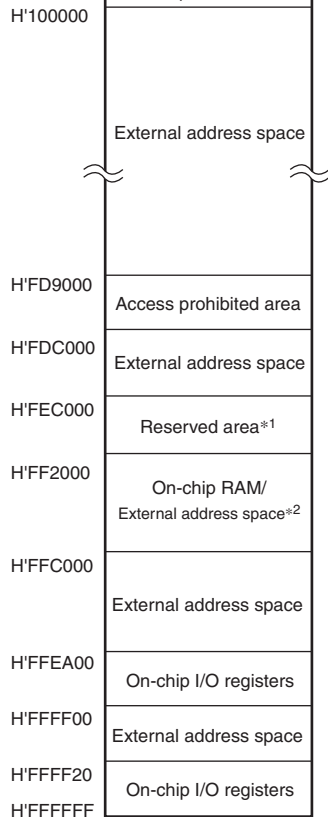 H'100000
External address space
H'FD9000
Access prohibited area
H'FDC000
External address space
H'FEC000
Reserved area*1
H'FF2000
On-chip RAM/
External address space*2
H'FFC000
External address space
H'FFEA00
On-chip I/O registers
H'FFFF00
External address space
H'FFFF20
On-chip I/O registers
H'FFFFFF